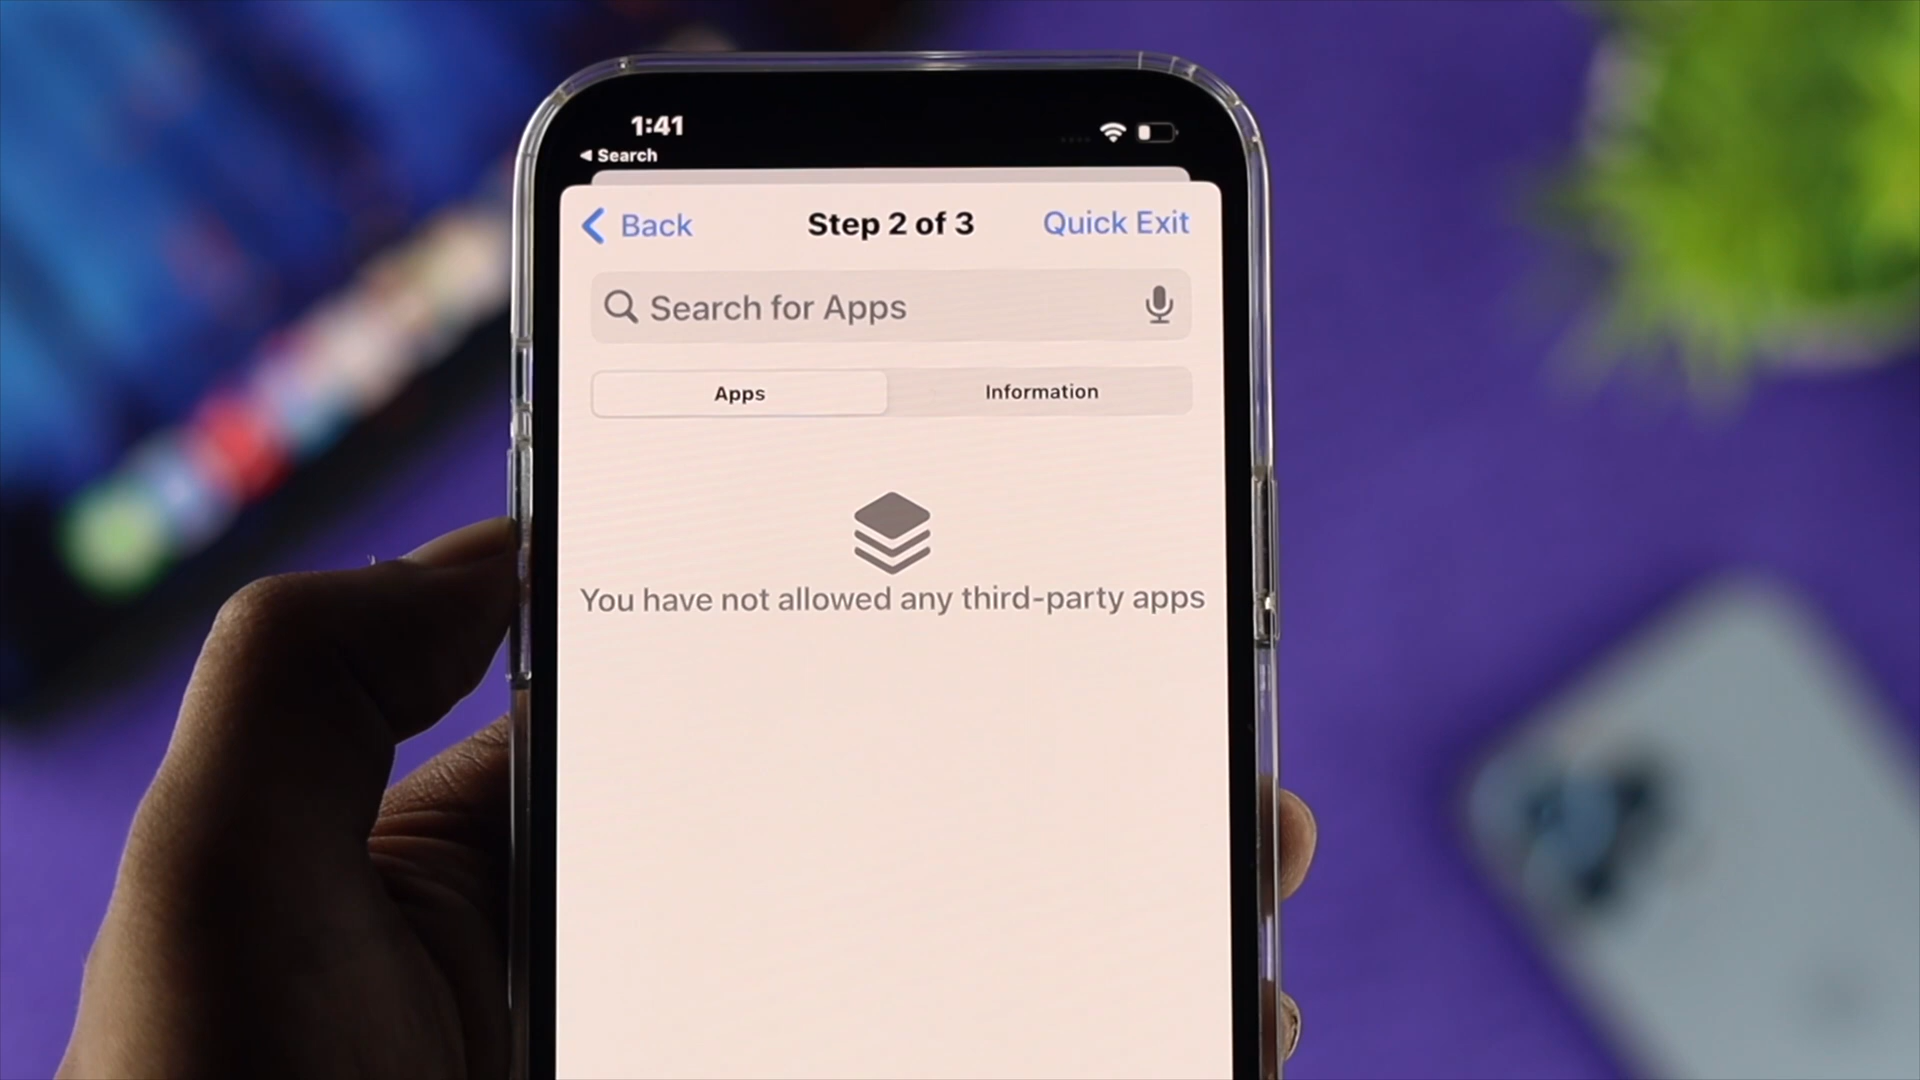 1:41
Search
Back
Step 2 of 3
Quick Exit
Search for Apps
Apps
Information
You have not allowed any third-party apps